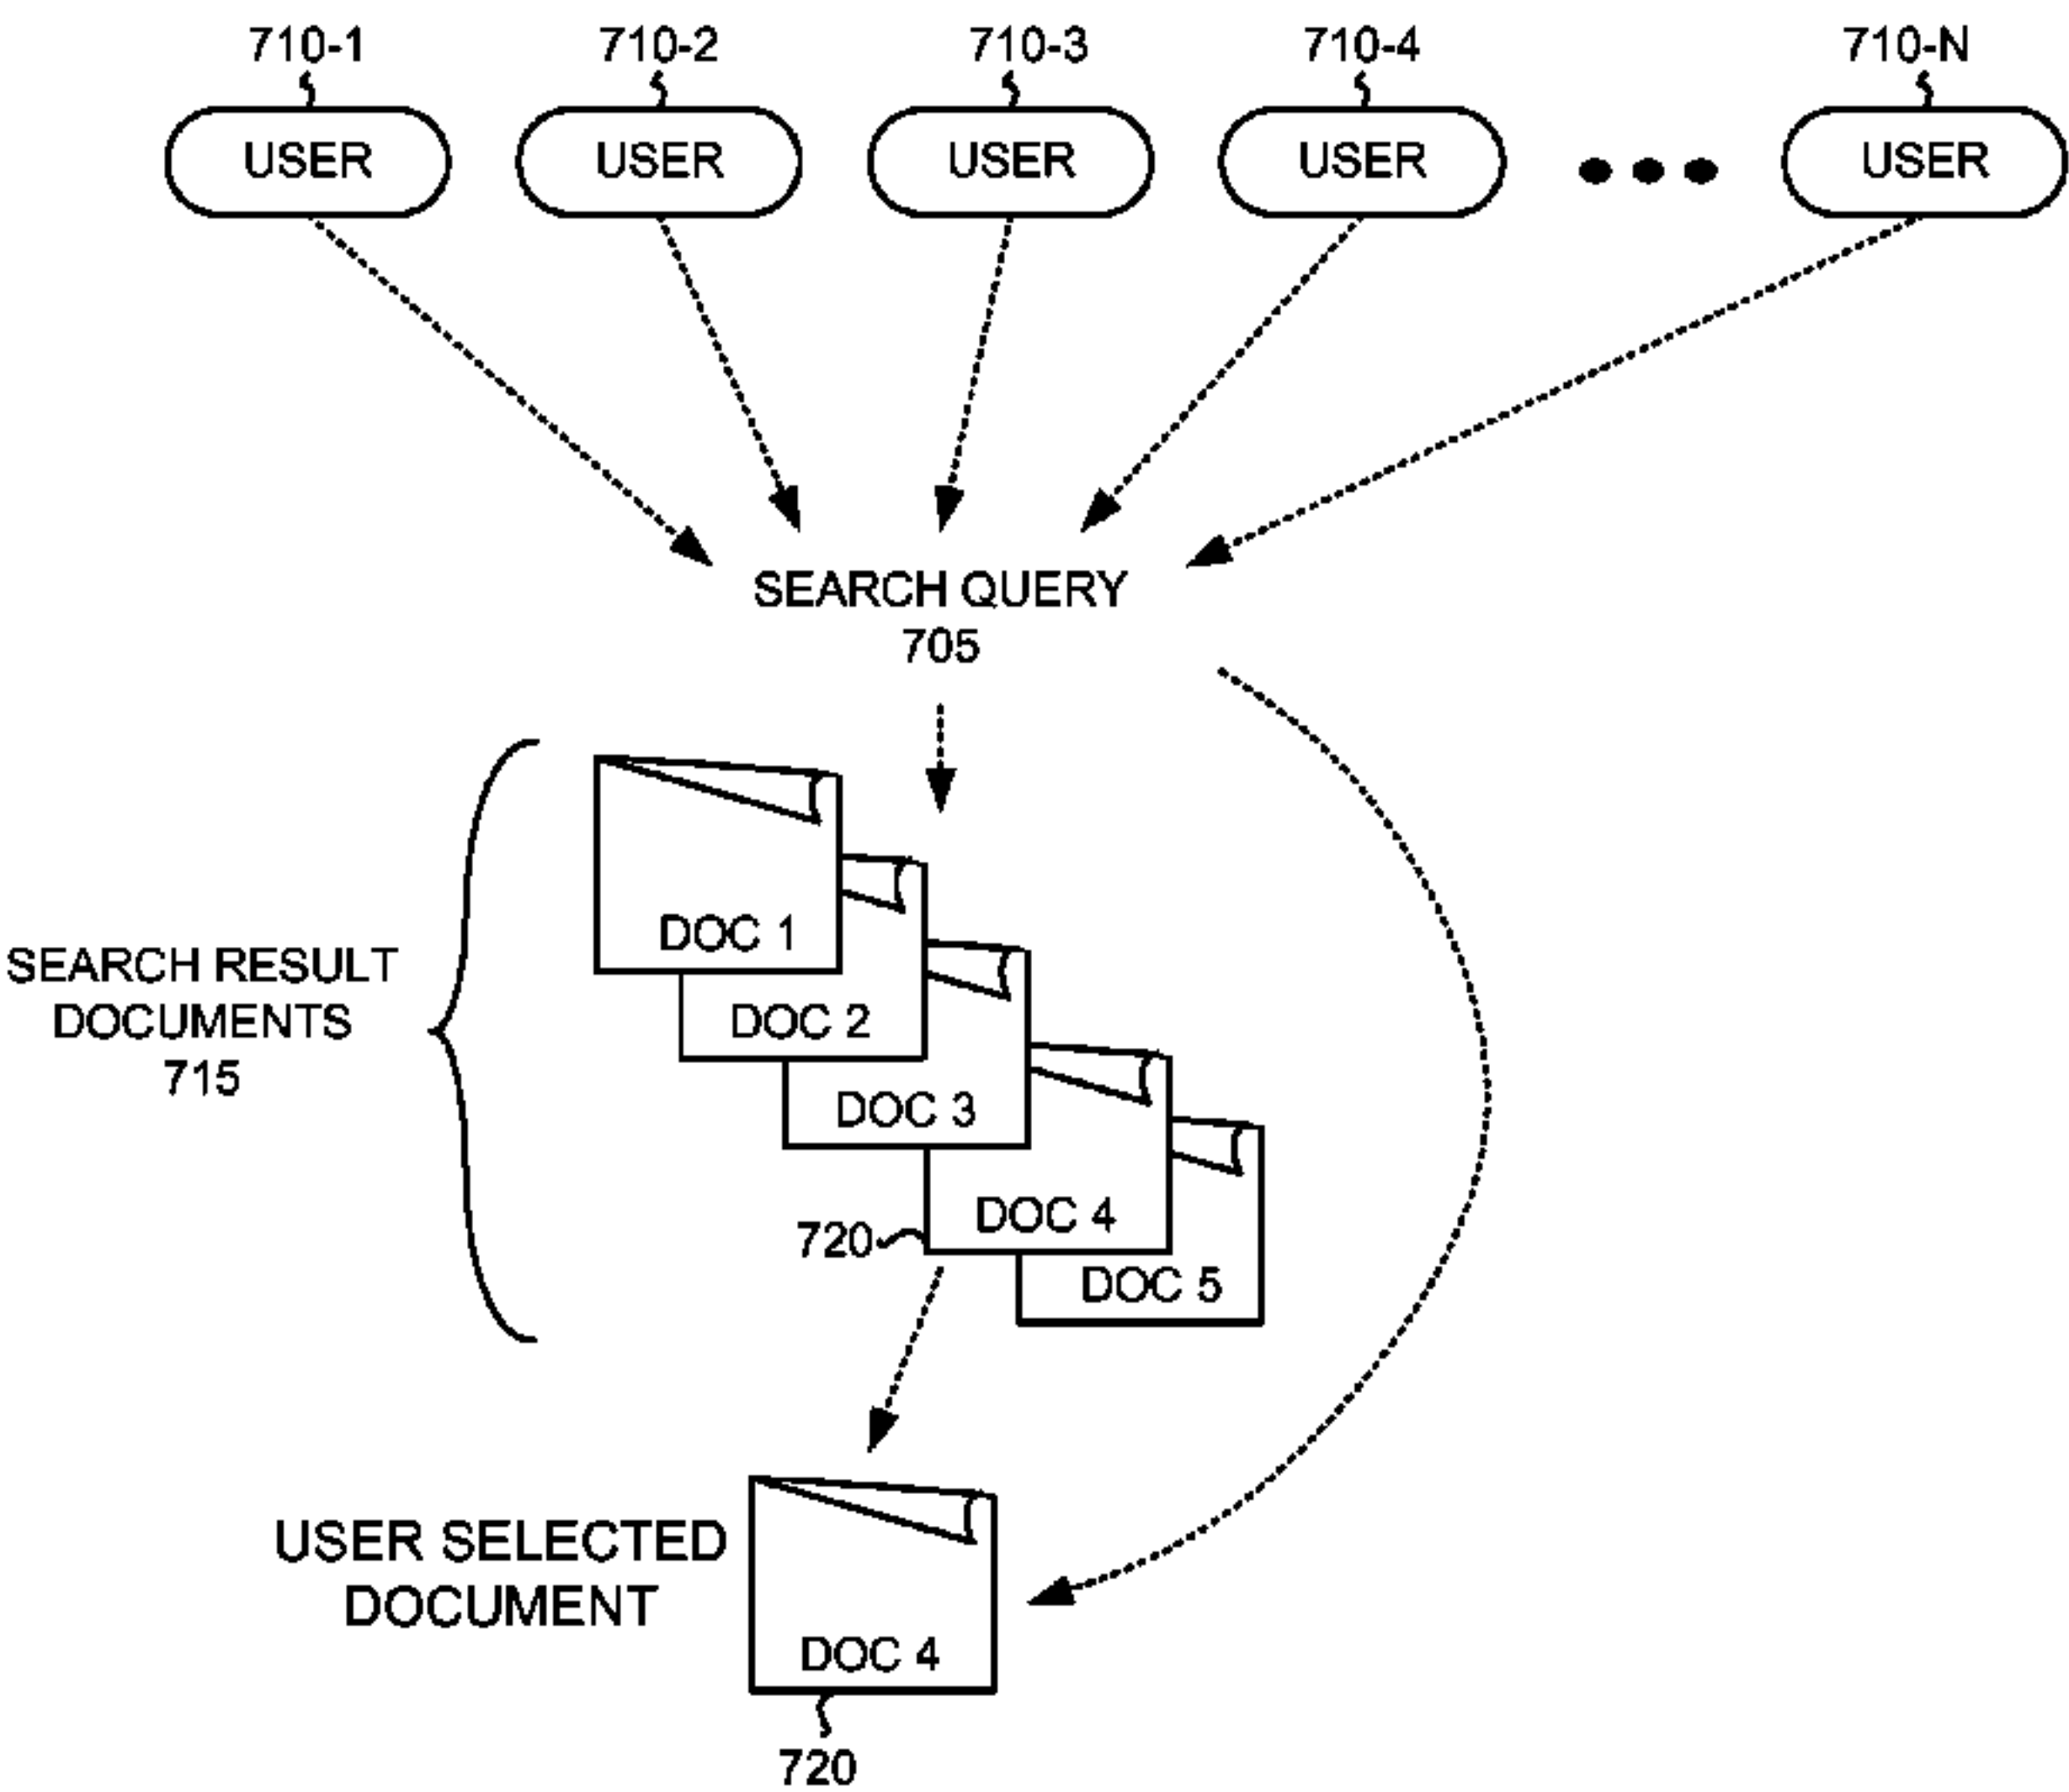 710-1 710-2 710-3 710-4 710-N
USER USER USER USER USER
SEARCH QUERY
705
SEARCH RESULT
DOCUMENTS
715
DOC 1
DOC 2
DOC 3
DOC 4
720
DOC 5
USER SELECTED
DOCUMENT
DOC 4
720